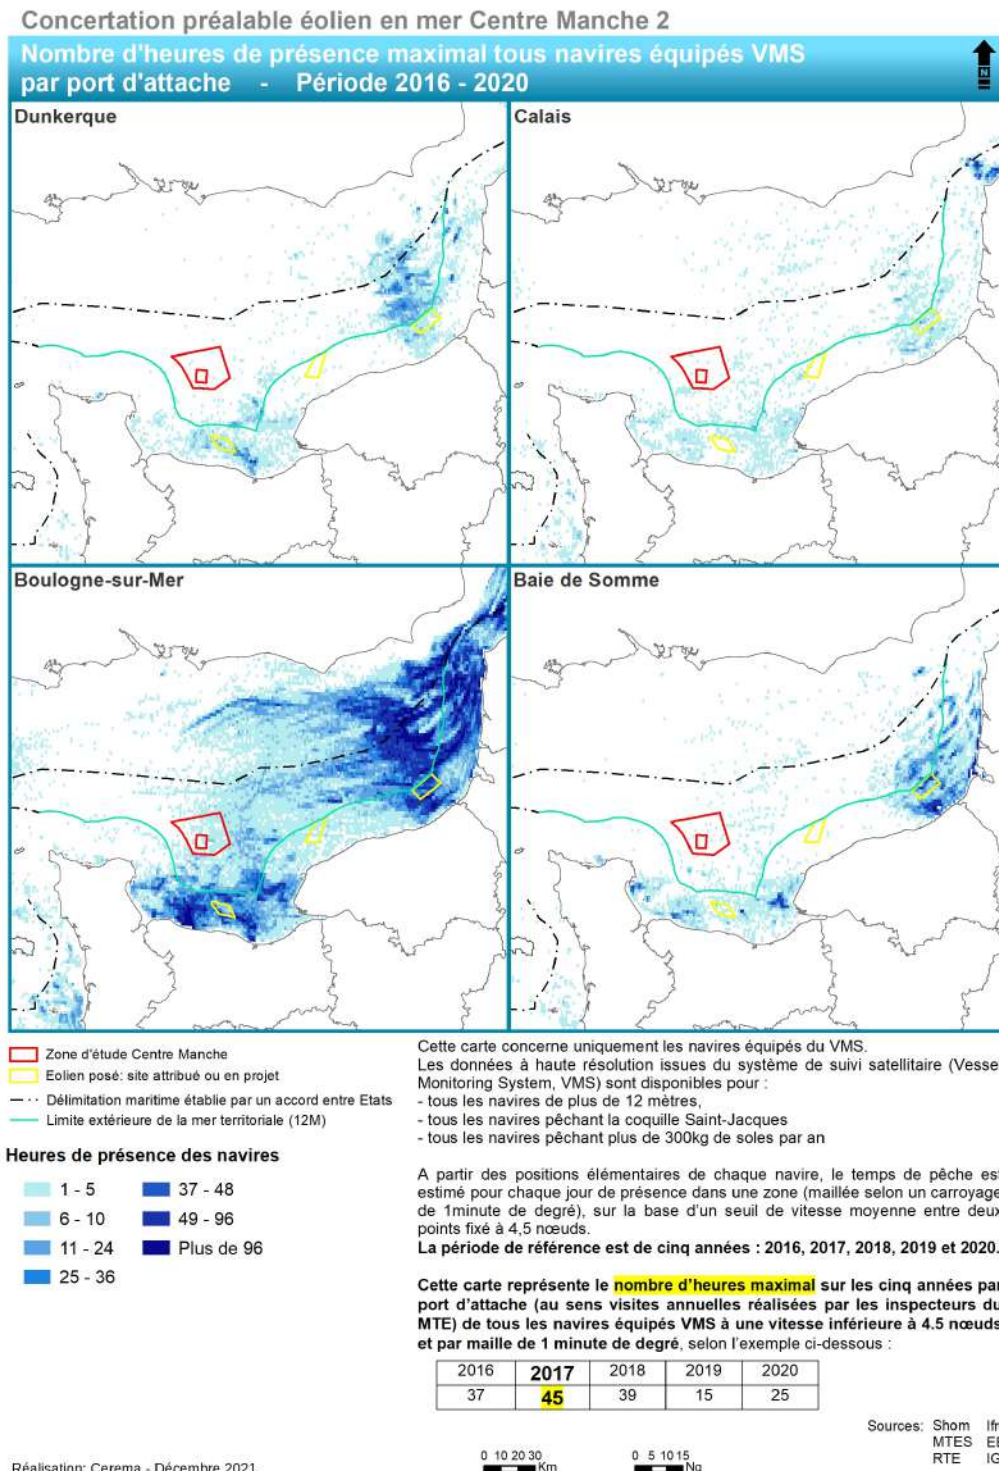 Concertation préalable éolien en mer Centre Manche 2
Nombre d'heures de présence maximal tous navires équipés VMS
par port d'attache - Période 2016 - 2020
N
Dunkerque
Calais
Boulogne-sur-Mer
Baie de Somme
Zone d'étude Centre Manche
Eolien posé: site attribué ou en projet
Délimitation maritime établie par un accord entre Etats
Limite extérieure de la mer territoriale (12M)
Heures de présence des navires
1 - 5
6 - 10
11 - 24
25 - 36
37 - 48
49 - 96
Plus de 96
Cette carte concerne uniquement les navires équipés du VMS.
Les données à haute résolution issues du système de suivi satellitaire (Vesse
Monitoring System, VMS) sont disponibles pour :
- tous les navires de plus de 12 mètres,
- tous les navires pêchant la coquille Saint-Jacques
- tous les navires pêchant plus de 300kg de soles par an
A partir des positions élémentaires de chaque navire, le temps de pêche est
estimé pour chaque jour de présence dans une zone (maillée selon un carroyage
de 1minute de degré), sur la base d'un seuil de vitesse moyenne entre deux
points fixé à 4,5 nœuds.
La période de référence est de cinq années : 2016, 2017, 2018, 2019 et 2020.
Cette carte représente le nombre d'heures maximal sur les cinq années par
port d'attache (au sens visites annuelles réalisées par les inspecteurs du
MTE) de tous les navires équipés VMS à une vitesse inférieure à 4.5 nœuds
et par maille de 1 minute de degré, selon l'exemple ci-dessous :
2016 2017 2018 2019 2020
37 45 39 15 25
Sources: Shom Ifr
MTES EE
RTE IG
Réalisation: Cerema - Décembre 2021
0 10 20 30
Km
0 5 10 15
Nq